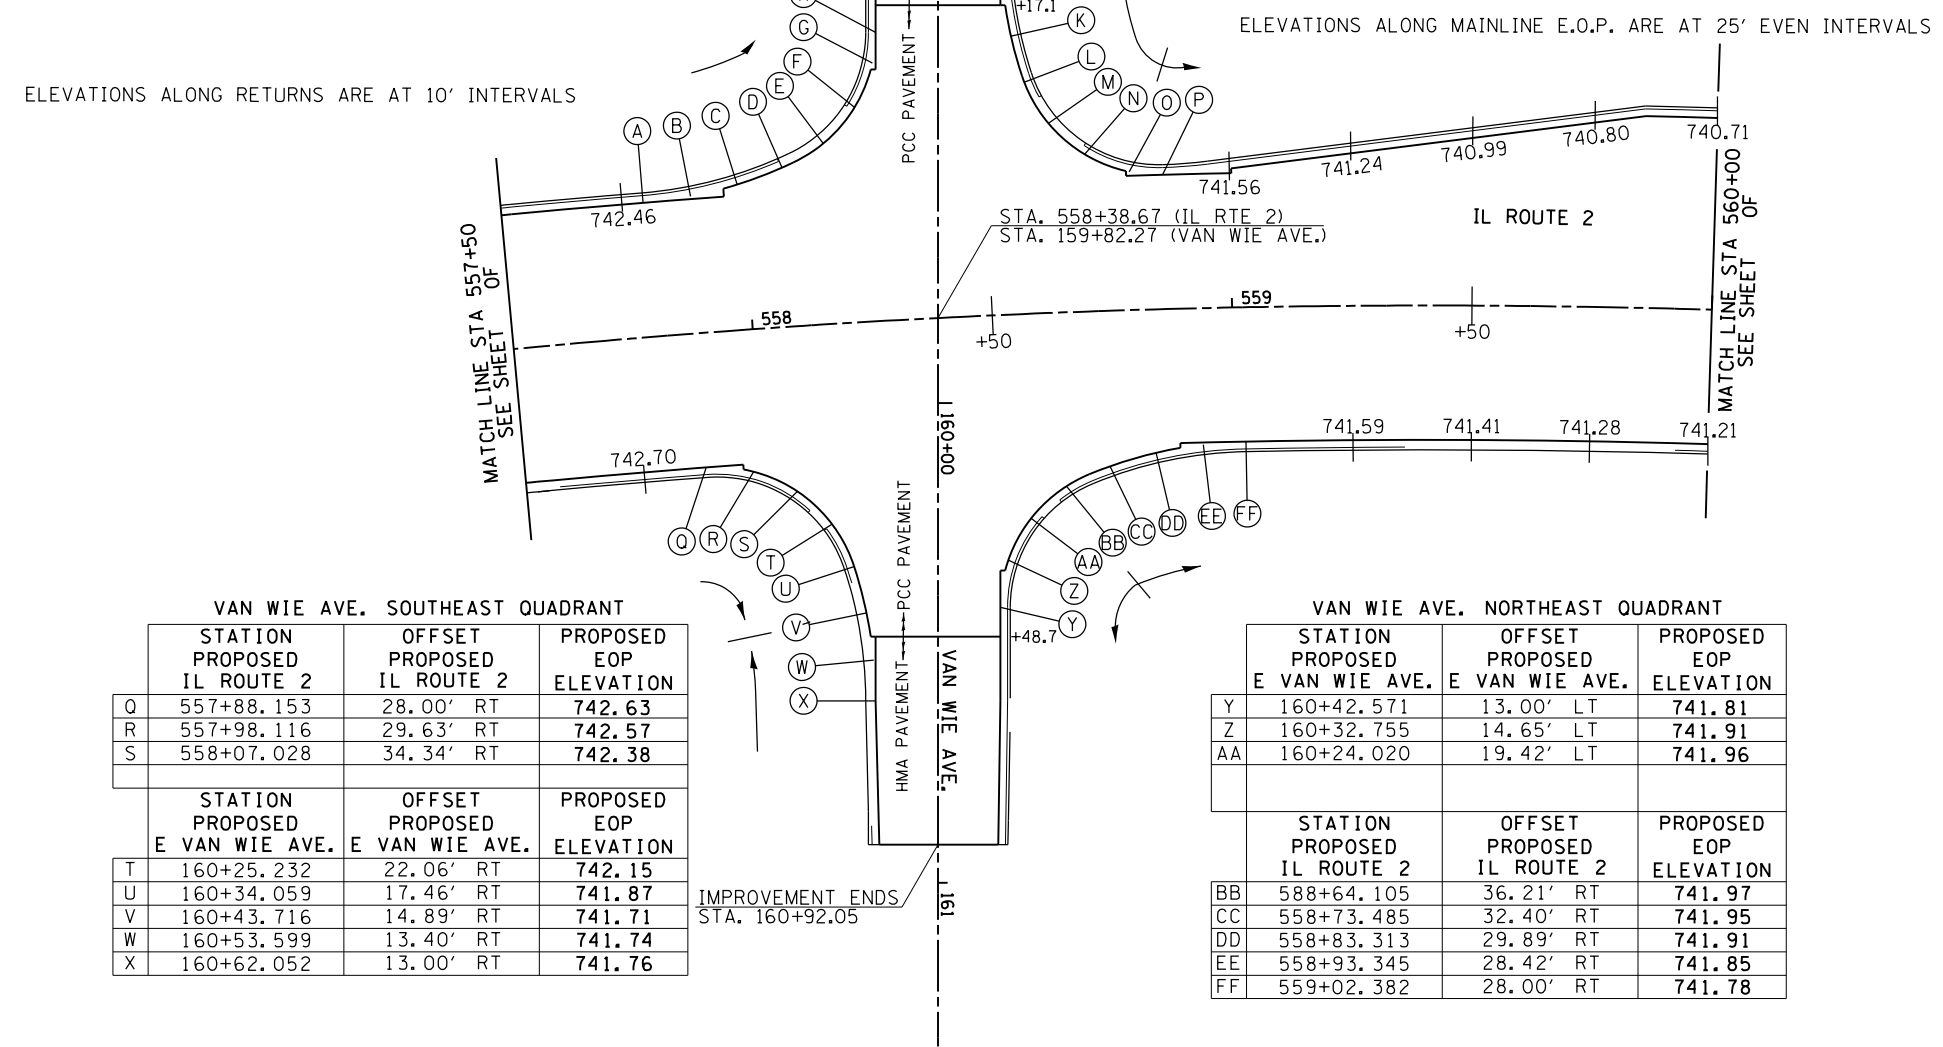 +17.1
ELEVATIONS ALONG MAINLINE E.O.P. ARE AT 25' EVEN INTERVALS
ELEVATIONS ALONG RETURNS ARE AT 10' INTERVALS
G
F
E
D
C
B
A
K
L
M
N
O
P
PCC PAVEMENT
742.46
741.56
741.24
740.99
740.80
740.71
STA. 558+38.67 (IL RTE 2)
STA. 159+82.27 (VAN WIE AVE.)
IL ROUTE 2
MATCH LINE STA 557+50
SEE SHEET OF
MATCH LINE STA 560+00
SEE SHEET OF
558
+50
559
+50
160+00
742.70
741.59
741.41
741.28
741.21
Q
R
S
T
U
V
W
X
FF
EE
DD
CC
BB
AA
Z
Y
PCC PAVEMENT
HMA PAVEMENT
+48.7
VAN WIE AVE.
IMPROVEMENT ENDS
STA. 160+92.05
161
VAN WIE AVE. SOUTHEAST QUADRANT
STATION PROPOSED IL ROUTE 2 OFFSET PROPOSED IL ROUTE 2 PROPOSED EOP ELEVATION
Q 557+88.153 28.00' RT 742.63
R 557+98.116 29.63' RT 742.57
S 558+07.028 34.34' RT 742.38
STATION PROPOSED E VAN WIE AVE. OFFSET PROPOSED E VAN WIE AVE. PROPOSED EOP ELEVATION
T 160+25.232 22.06' RT 742.15
U 160+34.059 17.46' RT 741.87
V 160+43.716 14.89' RT 741.71
W 160+53.599 13.40' RT 741.74
X 160+62.052 13.00' RT 741.76
VAN WIE AVE. NORTHEAST QUADRANT
STATION PROPOSED E VAN WIE AVE. OFFSET PROPOSED E VAN WIE AVE. PROPOSED EOP ELEVATION
Y 160+42.571 13.00' LT 741.81
Z 160+32.755 14.65' LT 741.91
AA 160+24.020 19.42' LT 741.96
STATION PROPOSED IL ROUTE 2 OFFSET PROPOSED IL ROUTE 2 PROPOSED EOP ELEVATION
BB 588+64.105 36.21' RT 741.97
CC 558+73.485 32.40' RT 741.95
DD 558+83.313 29.89' RT 741.91
EE 558+93.345 28.42' RT 741.85
FF 559+02.382 28.00' RT 741.78